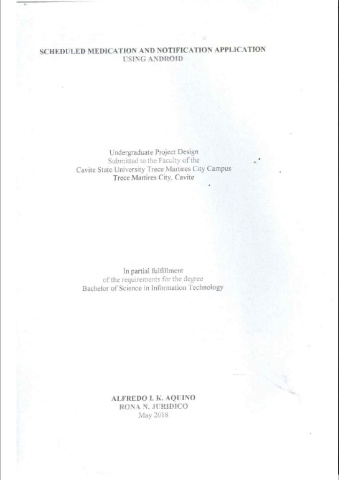 SCHEDULED MEDICATION AND NOTIFICATION APPLICATION
USING ANDROID
Undergraduate Project Design
Submitted to the Faculty of the
Cavite State University Trece Martires City Campus
Trece Martires City, Cavite
In partial fulfillment
of the requirements for the degree
Bachelor of Science in Information Technology
ALFREDO I. K. AQUINO
RONA N. JURIDICO
May 2018